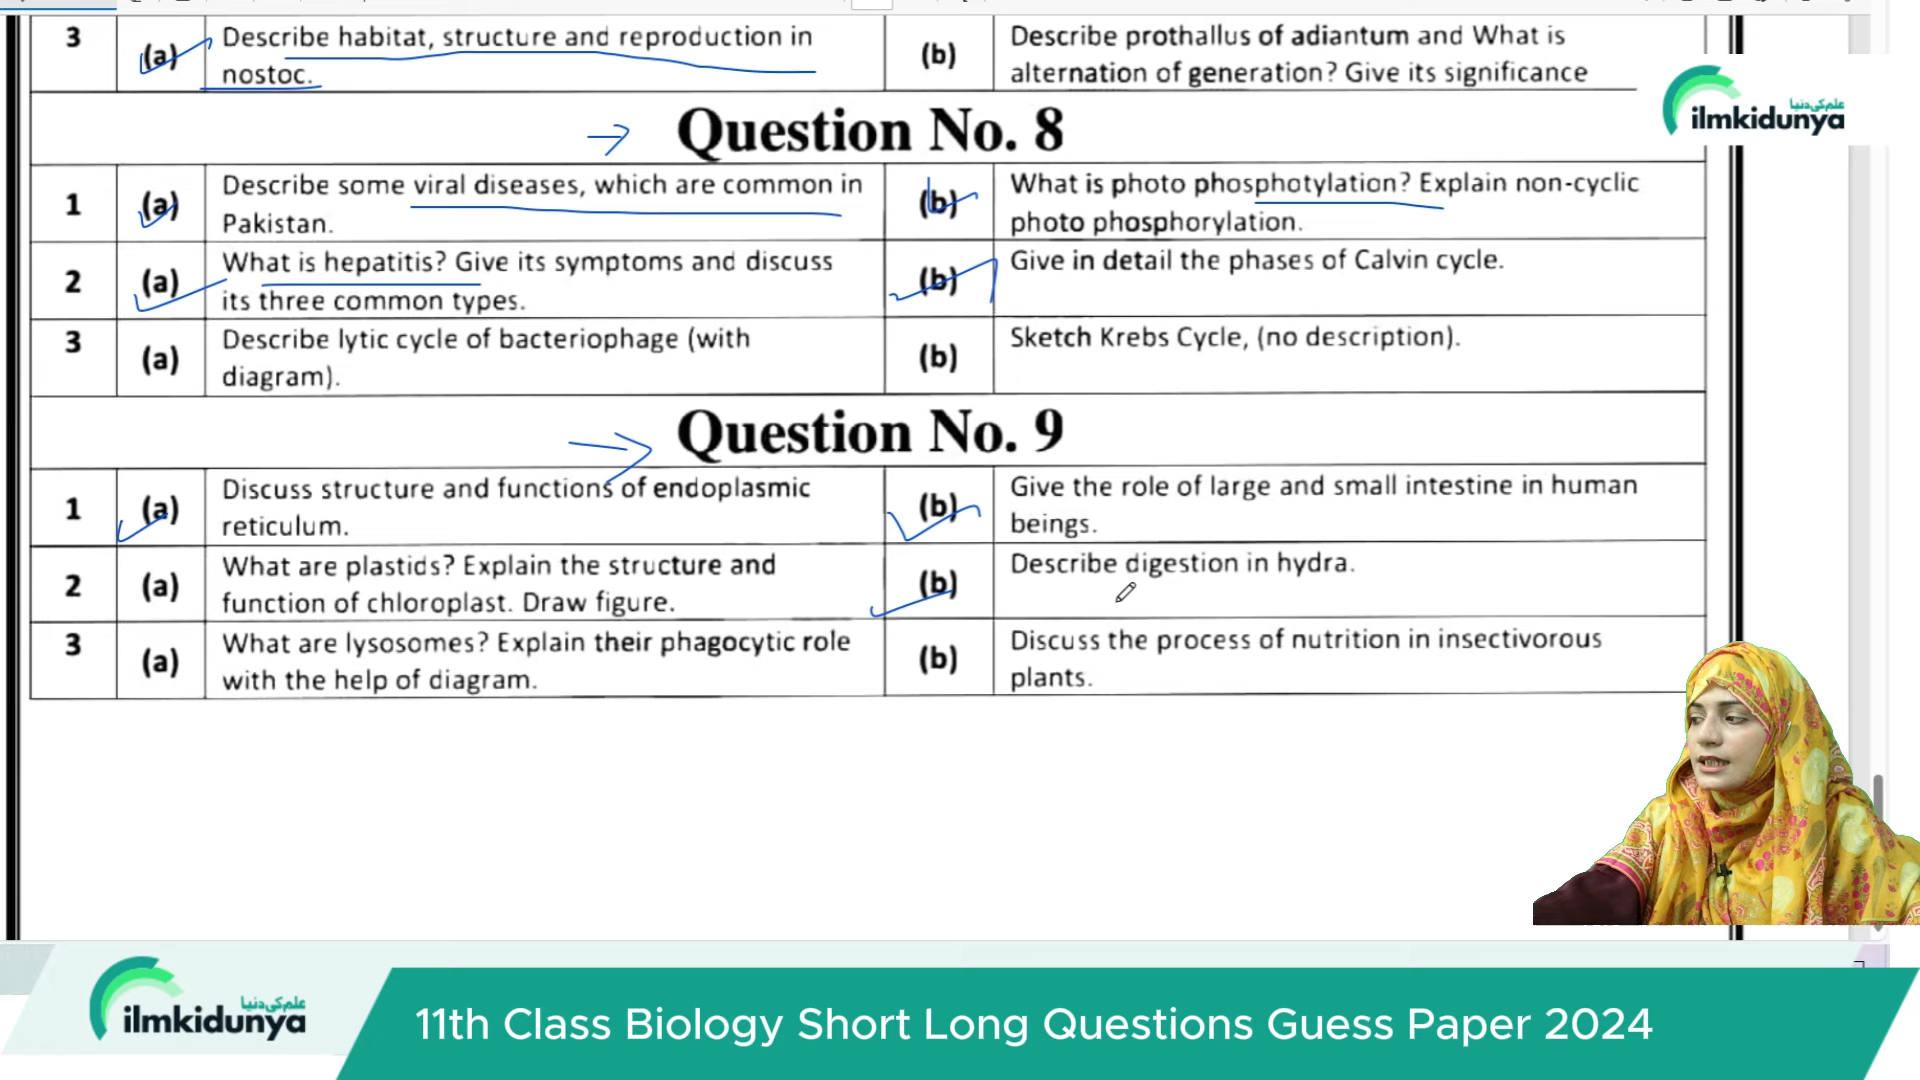 3 (a) Describe habitat, structure and reproduction in
nostoc.
(b) Describe prothallus of adiantum and What is
alternation of generation? Give its significance
علم کی دنیا
ilmkidunya
Question No. 8
1 (a) Describe some viral diseases, which are common in
Pakistan.
(b) What is photo phosphotylation? Explain non-cyclic
photo phosphorylation.
2 (a) What is hepatitis? Give its symptoms and discuss
its three common types.
(b) Give in detail the phases of Calvin cycle.
3 (a) Describe lytic cycle of bacteriophage (with
diagram).
(b) Sketch Krebs Cycle, (no description).
Question No. 9
1 (a) Discuss structure and functions of endoplasmic
reticulum.
(b) Give the role of large and small intestine in human
beings.
2 (a) What are plastids? Explain the structure and
function of chloroplast. Draw figure.
(b) Describe digestion in hydra.
3 (a) What are lysosomes? Explain their phagocytic role
with the help of diagram.
(b) Discuss the process of nutrition in insectivorous
plants.
علم کی دنیا
ilmkidunya
11th Class Biology Short Long Questions Guess Paper 2024